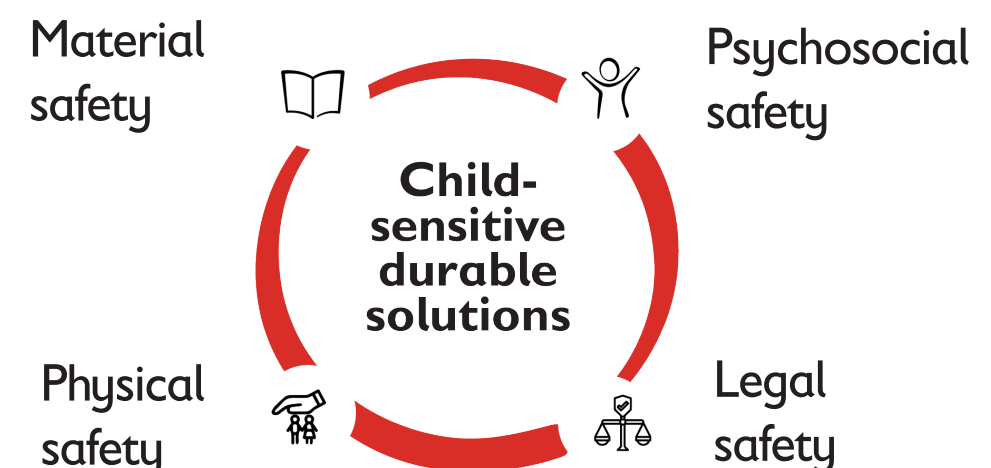 Material
safety
Psychosocial
safety
Child-
sensitive
durable
solutions
Physical
safety
Legal
safety